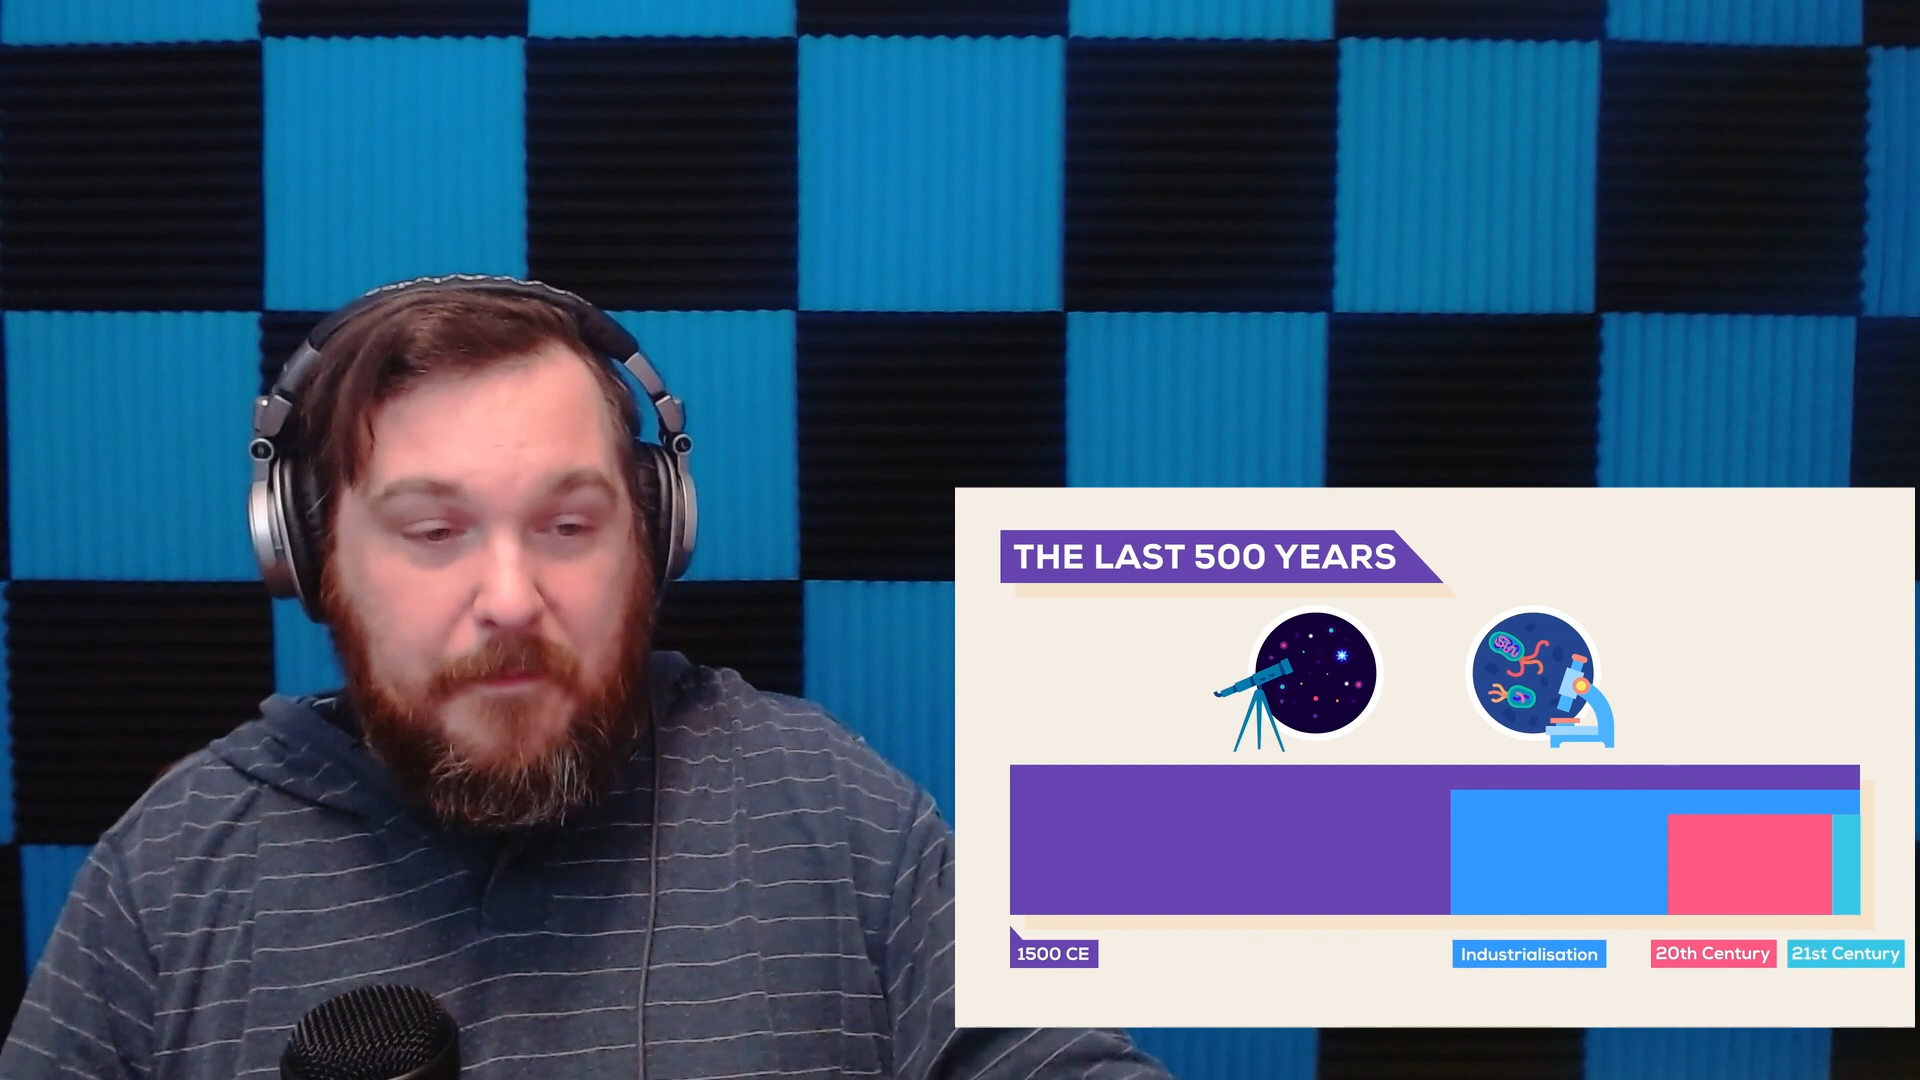 THE LAST 500 YEARS
1500 CE
Industrialisation
20th Century
21st Century